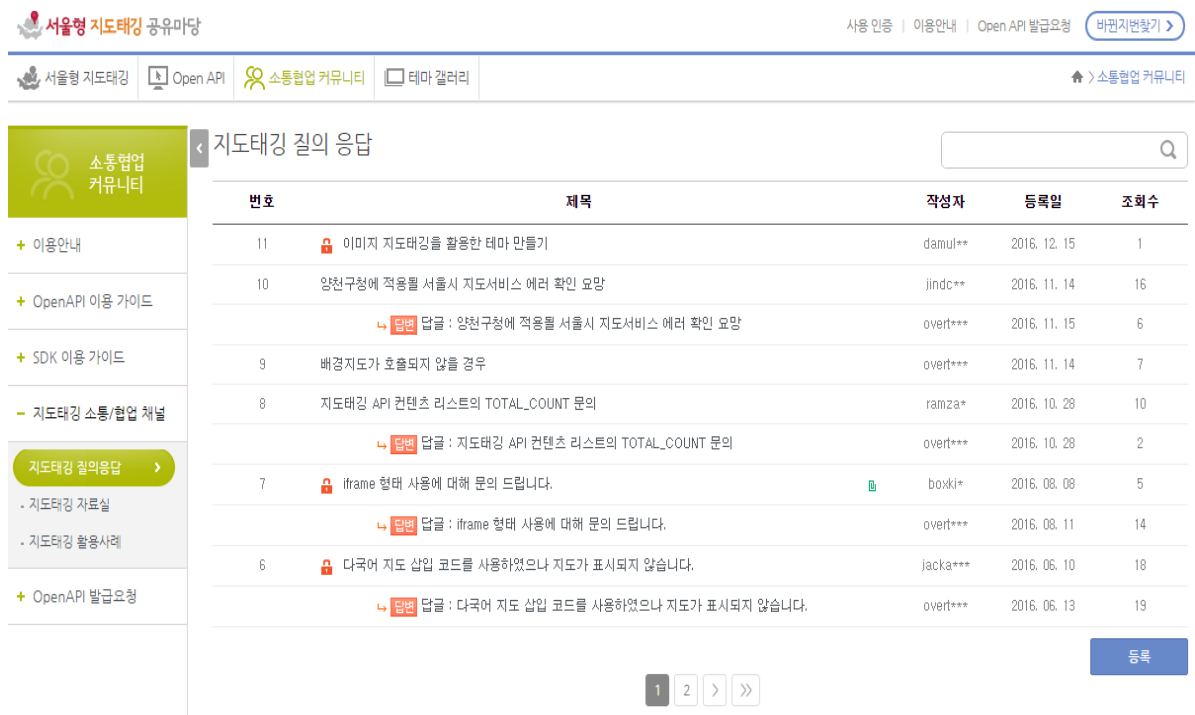 서울형 지도태깅 공유마당
사용 인증 | 이용안내 | Open API 발급요청 바뀐지번찾기
서울형 지도태깅 Open API 소통협업 커뮤니티 테마 갤러리 〉소통협업 커뮤니티
소통협업
커뮤니티
+ 이용안내
+ OpenAPI 이용 가이드
+ SDK 이용 가이드
− 지도태깅 소통/협업 채널
지도태깅 질의응답
- 지도태깅 자료실
- 지도태깅 활용사례
+ OpenAPI 발급요청
지도태깅 질의 응답
번호 제목 작성자 등록일 조회수
11 이미지 지도태깅을 활용한 테마 만들기 damul** 2016. 12. 15 1
10 양천구청에 적용될 서울시 지도서비스 에러 확인 요망 jindc** 2016. 11. 14 16
답변 답글 : 양천구청에 적용될 서울시 지도서비스 에러 확인 요망 overt*** 2016. 11. 15 6
9 배경지도가 호출되지 않을 경우 overt*** 2016. 11. 14 7
8 지도태깅 API 컨텐츠 리스트의 TOTAL_COUNT 문의 ramza* 2016. 10. 28 10
답변 답글 : 지도태깅 API 컨텐츠 리스트의 TOTAL_COUNT 문의 overt*** 2016. 10. 28 2
7 iframe 형태 사용에 대해 문의 드립니다. boxki* 2016. 08. 08 5
답변 답글 : iframe 형태 사용에 대해 문의 드립니다. overt*** 2016. 08. 11 14
6 다국어 지도 삽입 코드를 사용하였으나 지도가 표시되지 않습니다. jacka*** 2016. 06. 10 18
답변 답글 : 다국어 지도 삽입 코드를 사용하였으나 지도가 표시되지 않습니다. overt*** 2016. 06. 13 19
등록
1 2